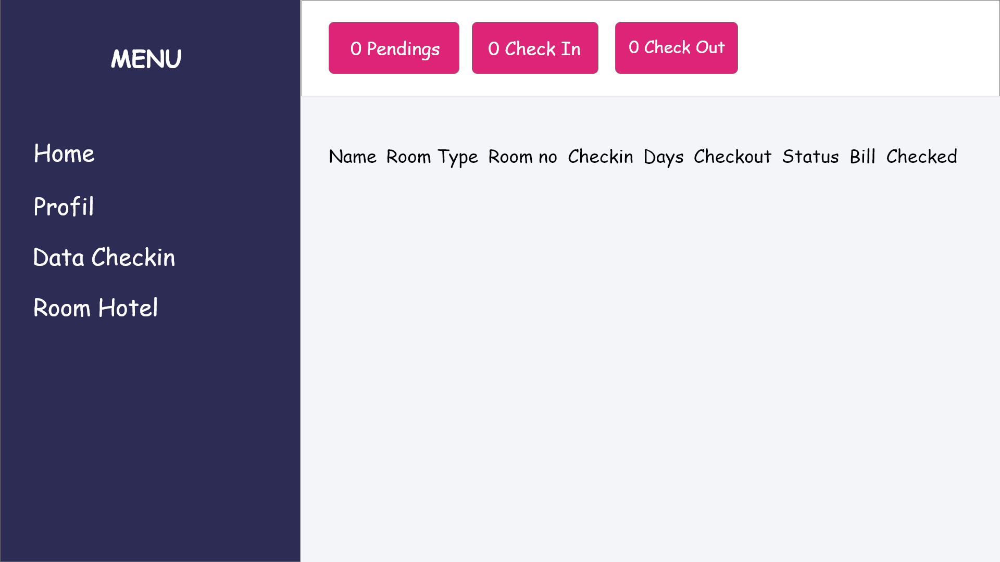 MENU
Home
Profil
Data Checkin
Room Hotel
0 Pendings
0 Check In
0 Check Out
Name Room Type Room no Checkin Days Checkout Status Bill Checked